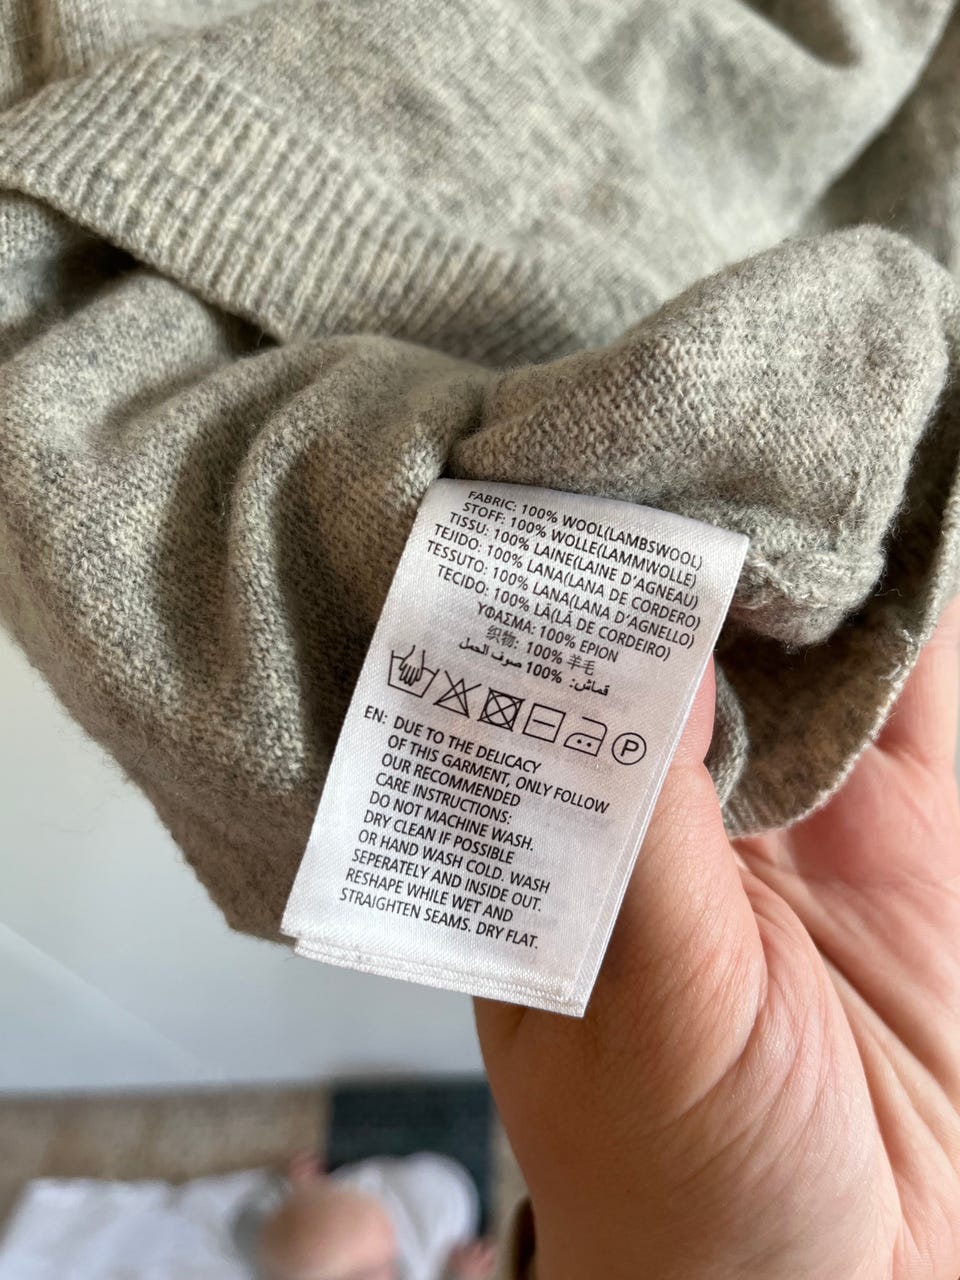 FABRIC: 100% WOOL(LAMBSWOOL)
STOFF: 100% WOLLE(LAMMWOLLE)
TISSU: 100% LAINE(LAINE D'AGNEAU)
TEJIDO: 100% LANA(LANA DE CORDERO)
TESSUTO: 100% LANA(LANA D'AGNELLO)
TECIDO: 100% LÃ(LÃ DE CORDEIRO)
ΥΦΑΣΜΑ: 100% ΕΡΙΟΝ
织物: 100% 羊毛
قماش: 100% صوف الحمل
P
EN: DUE TO THE DELICACY
OF THIS GARMENT, ONLY FOLLOW
OUR RECOMMENDED
CARE INSTRUCTIONS:
DO NOT MACHINE WASH.
DRY CLEAN IF POSSIBLE
OR HAND WASH COLD. WASH
SEPERATELY AND INSIDE OUT.
RESHAPE WHILE WET AND
STRAIGHTEN SEAMS. DRY FLAT.